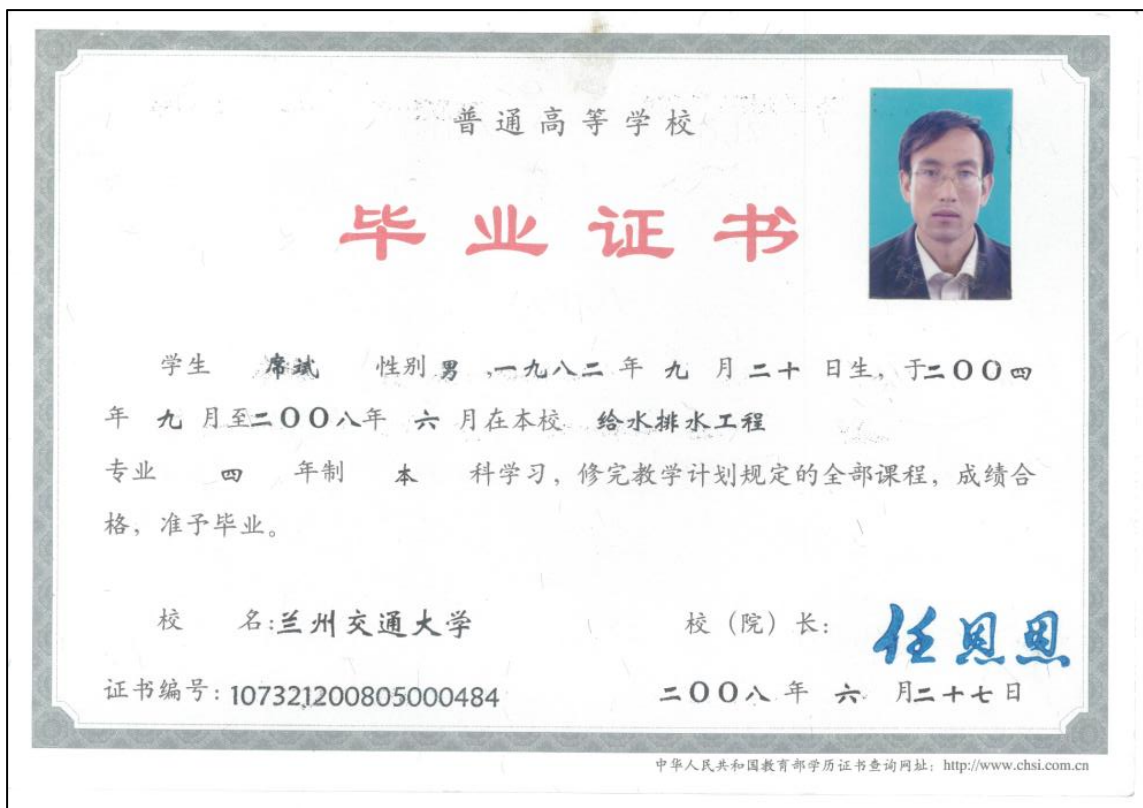 普通高等学校
毕业证书
学生 席斌 性别 男 ,一九八二 年 九 月 二十 日生, 于二〇〇四
年 九 月至二〇〇八年 六 月在本校 给水排水工程
专业 四 年制 本 科学习, 修完教学计划规定的全部课程, 成绩合
格, 准予毕业。
校 名:兰州交通大学 校（院）长: 任恩恩
证书编号: 107321200805000484 二〇〇八 年 六 月二十七日
中华人民共和国教育部学历证书查询网址: http://www.chsi.com.cn